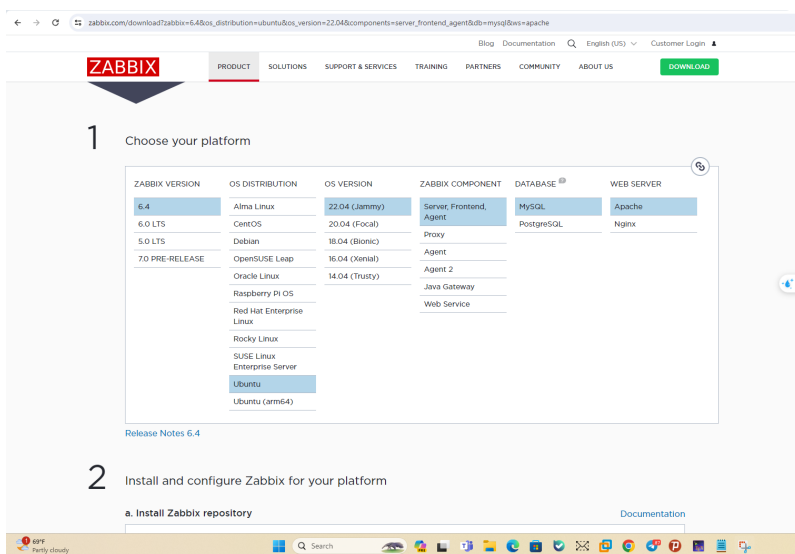 zabbix.com/download?zabbix=6.4&os_distribution=ubuntu&os_version=22.04&components=server_frontend_agent&db=mysql&ws=apache
Blog Documentation English (US) Customer Login
ZABBIX PRODUCT SOLUTIONS SUPPORT & SERVICES TRAINING PARTNERS COMMUNITY ABOUT US DOWNLOAD
1 Choose your platform
ZABBIX VERSION
6.4
6.0 LTS
5.0 LTS
7.0 PRE-RELEASE
OS DISTRIBUTION
Alma Linux
CentOS
Debian
OpenSUSE Leap
Oracle Linux
Raspberry Pi OS
Red Hat Enterprise
Linux
Rocky Linux
SUSE Linux
Enterprise Server
Ubuntu
Ubuntu (arm64)
OS VERSION
22.04 (Jammy)
20.04 (Focal)
18.04 (Bionic)
16.04 (Xenial)
14.04 (Trusty)
ZABBIX COMPONENT
Server, Frontend,
Agent
Proxy
Agent
Agent 2
Java Gateway
Web Service
DATABASE
MySQL
PostgreSQL
WEB SERVER
Apache
Nginx
Release Notes 6.4
2 Install and configure Zabbix for your platform
a. Install Zabbix repository Documentation
1
69°F
Partly cloudy
Search